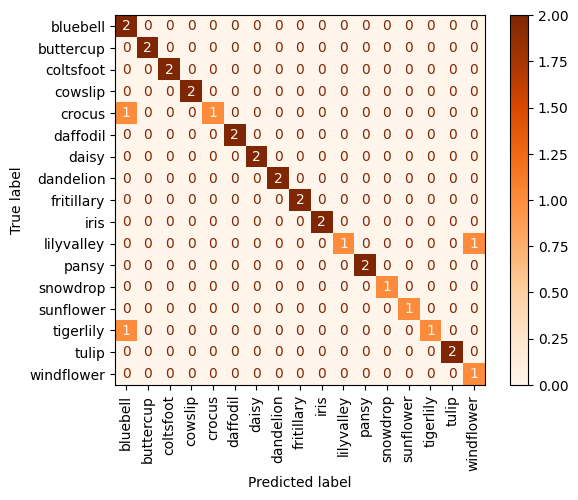 bluebell 2 0 0 0 0 0 0 0 0 0 0 0 0 0 0 0 0
buttercup 0 2 0 0 0 0 0 0 0 0 0 0 0 0 0 0 0
coltsfoot 0 0 2 0 0 0 0 0 0 0 0 0 0 0 0 0 0
cowslip 0 0 0 2 0 0 0 0 0 0 0 0 0 0 0 0 0
crocus 1 0 0 0 1 0 0 0 0 0 0 0 0 0 0 0 0
daffodil 0 0 0 0 0 2 0 0 0 0 0 0 0 0 0 0 0
daisy 0 0 0 0 0 0 2 0 0 0 0 0 0 0 0 0 0
dandelion 0 0 0 0 0 0 0 2 0 0 0 0 0 0 0 0 0
fritillary 0 0 0 0 0 0 0 0 2 0 0 0 0 0 0 0 0
iris 0 0 0 0 0 0 0 0 0 2 0 0 0 0 0 0 0
lilyvalley 0 0 0 0 0 0 0 0 0 0 1 0 0 0 0 0 1
pansy 0 0 0 0 0 0 0 0 0 0 0 2 0 0 0 0 0
snowdrop 0 0 0 0 0 0 0 0 0 0 0 0 1 0 0 0 0
sunflower 0 0 0 0 0 0 0 0 0 0 0 0 0 1 0 0 0
tigerlily 1 0 0 0 0 0 0 0 0 0 0 0 0 0 1 0 0
tulip 0 0 0 0 0 0 0 0 0 0 0 0 0 0 0 2 0
windflower 0 0 0 0 0 0 0 0 0 0 0 0 0 0 0 0 1
True label
bluebell
buttercup
coltsfoot
cowslip
crocus
daffodil
daisy
dandelion
fritillary
iris
lilyvalley
pansy
snowdrop
sunflower
tigerlily
tulip
windflower
Predicted label
2.00
1.75
1.50
1.25
1.00
0.75
0.50
0.25
0.00